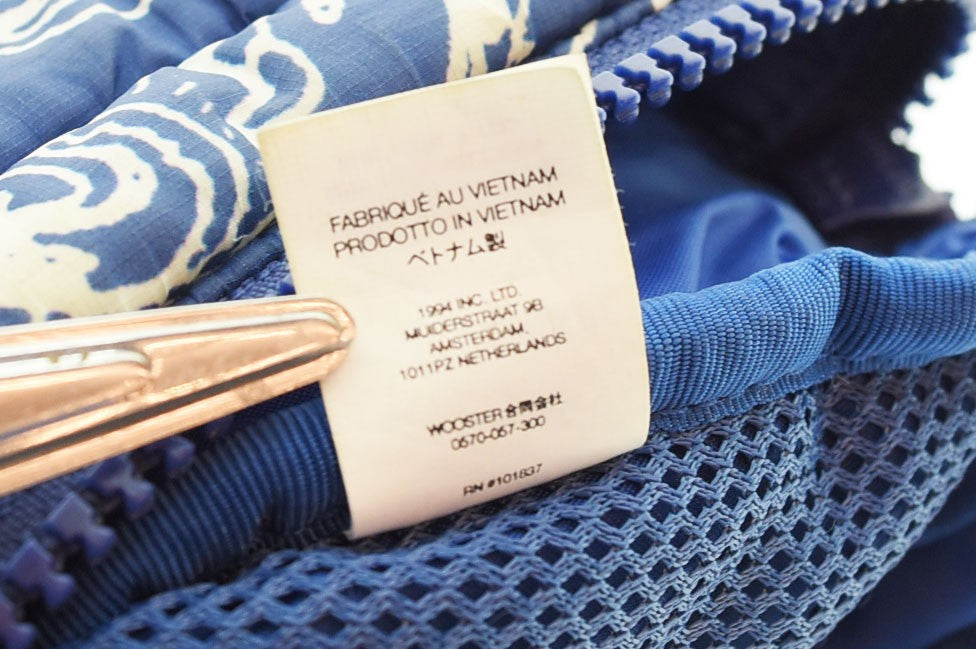 FABRIQUÉ AU VIETNAM
PRODOTTO IN VIETNAM
ベトナム製
1994 INC. LTD.
MUIDERSTRAAT 9B
AMSTERDAM,
1011PZ NETHERLANDS
WOOSTER合同会社
0570-057-300
RN #101837